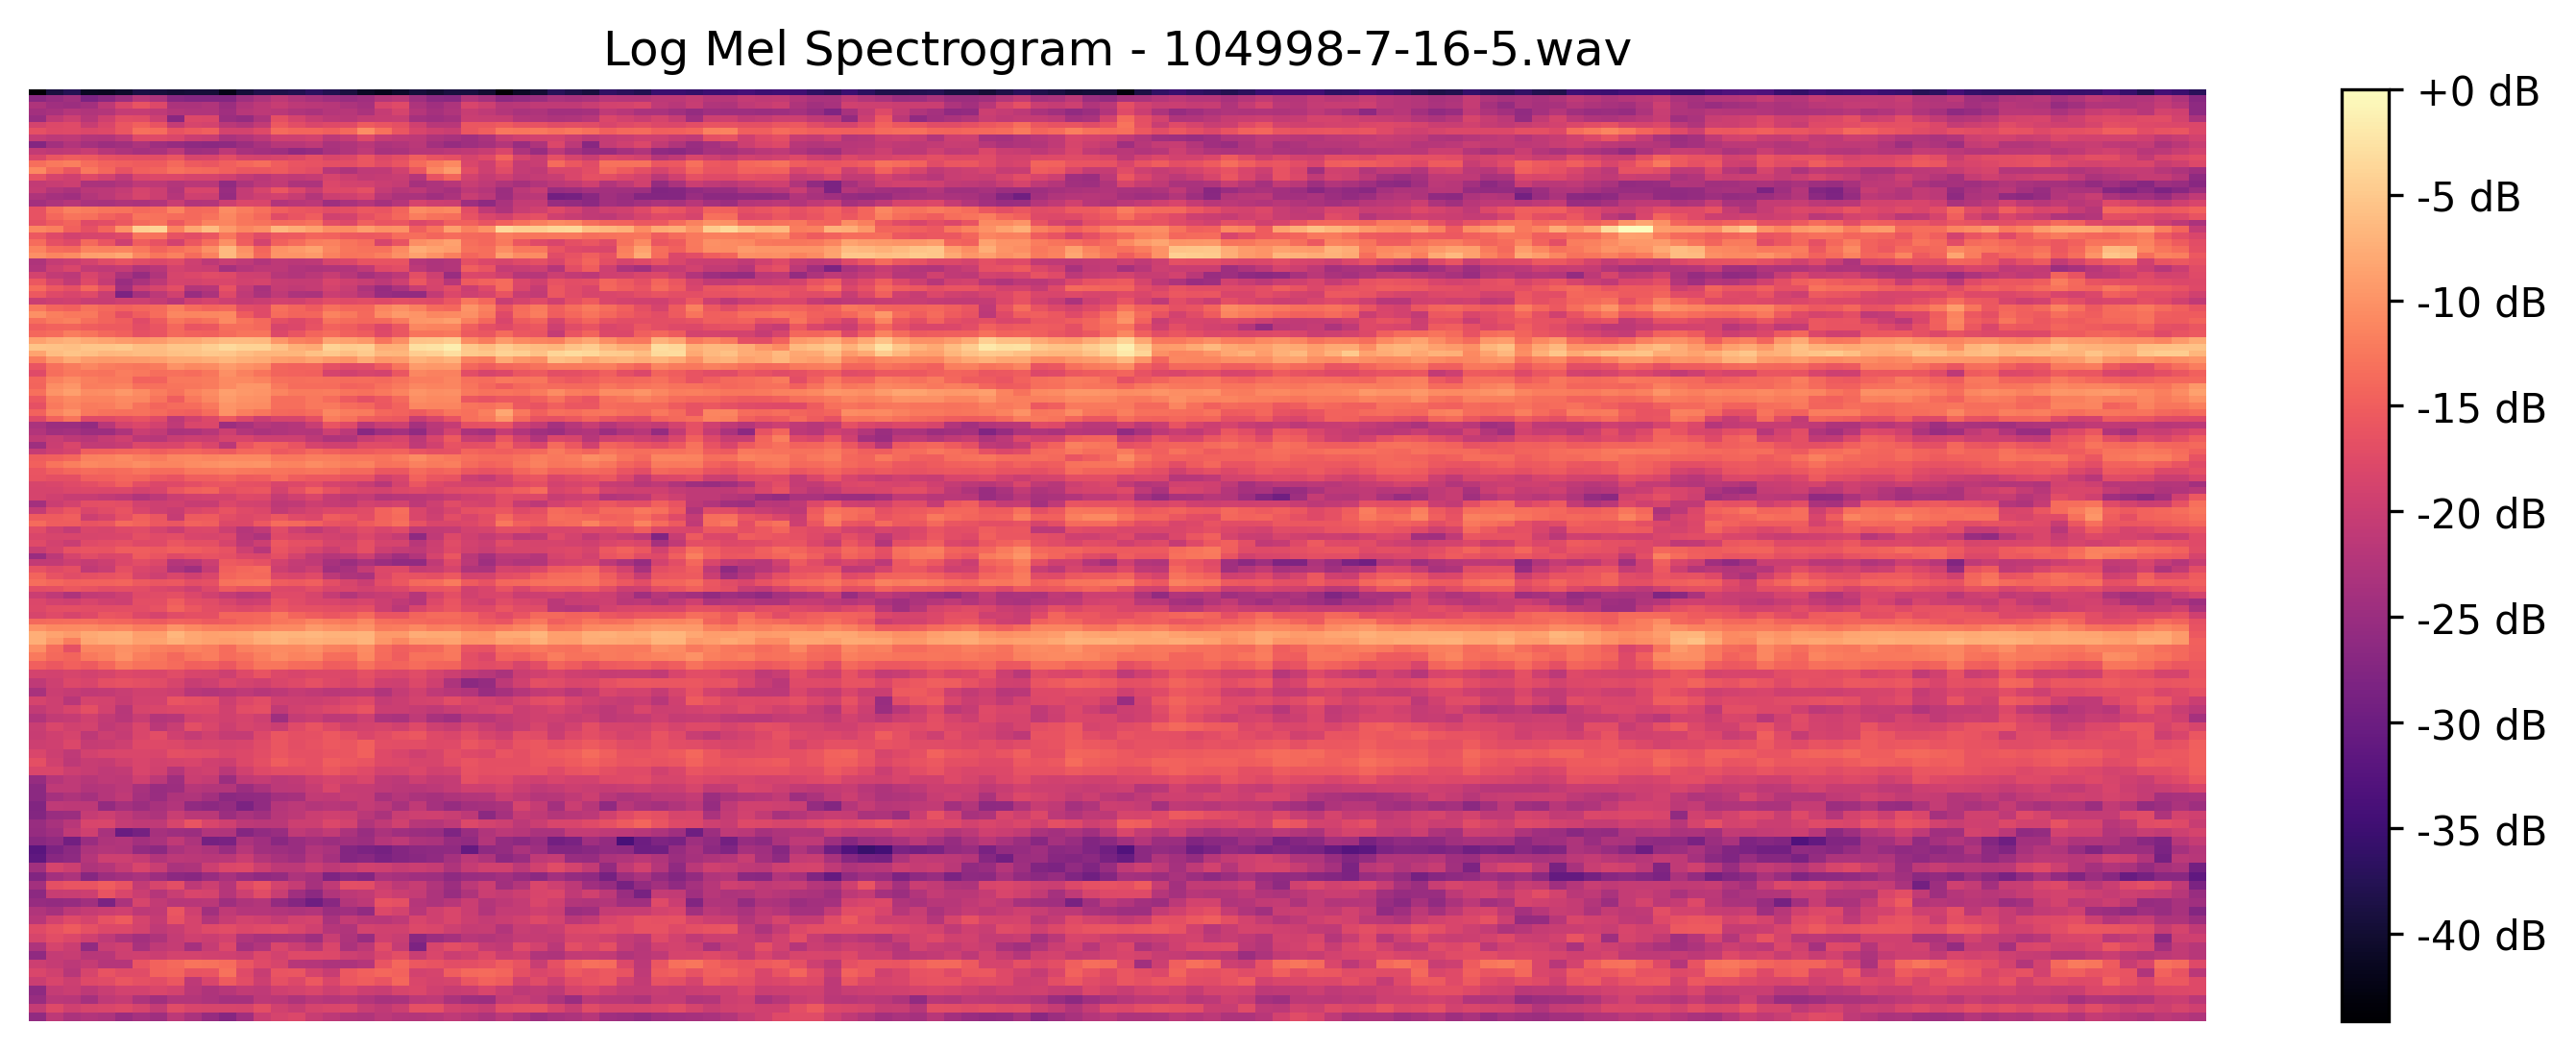 Log Mel Spectrogram - 104998-7-16-5.wav
+0 dB
-5 dB
-10 dB
-15 dB
-20 dB
-25 dB
-30 dB
-35 dB
-40 dB